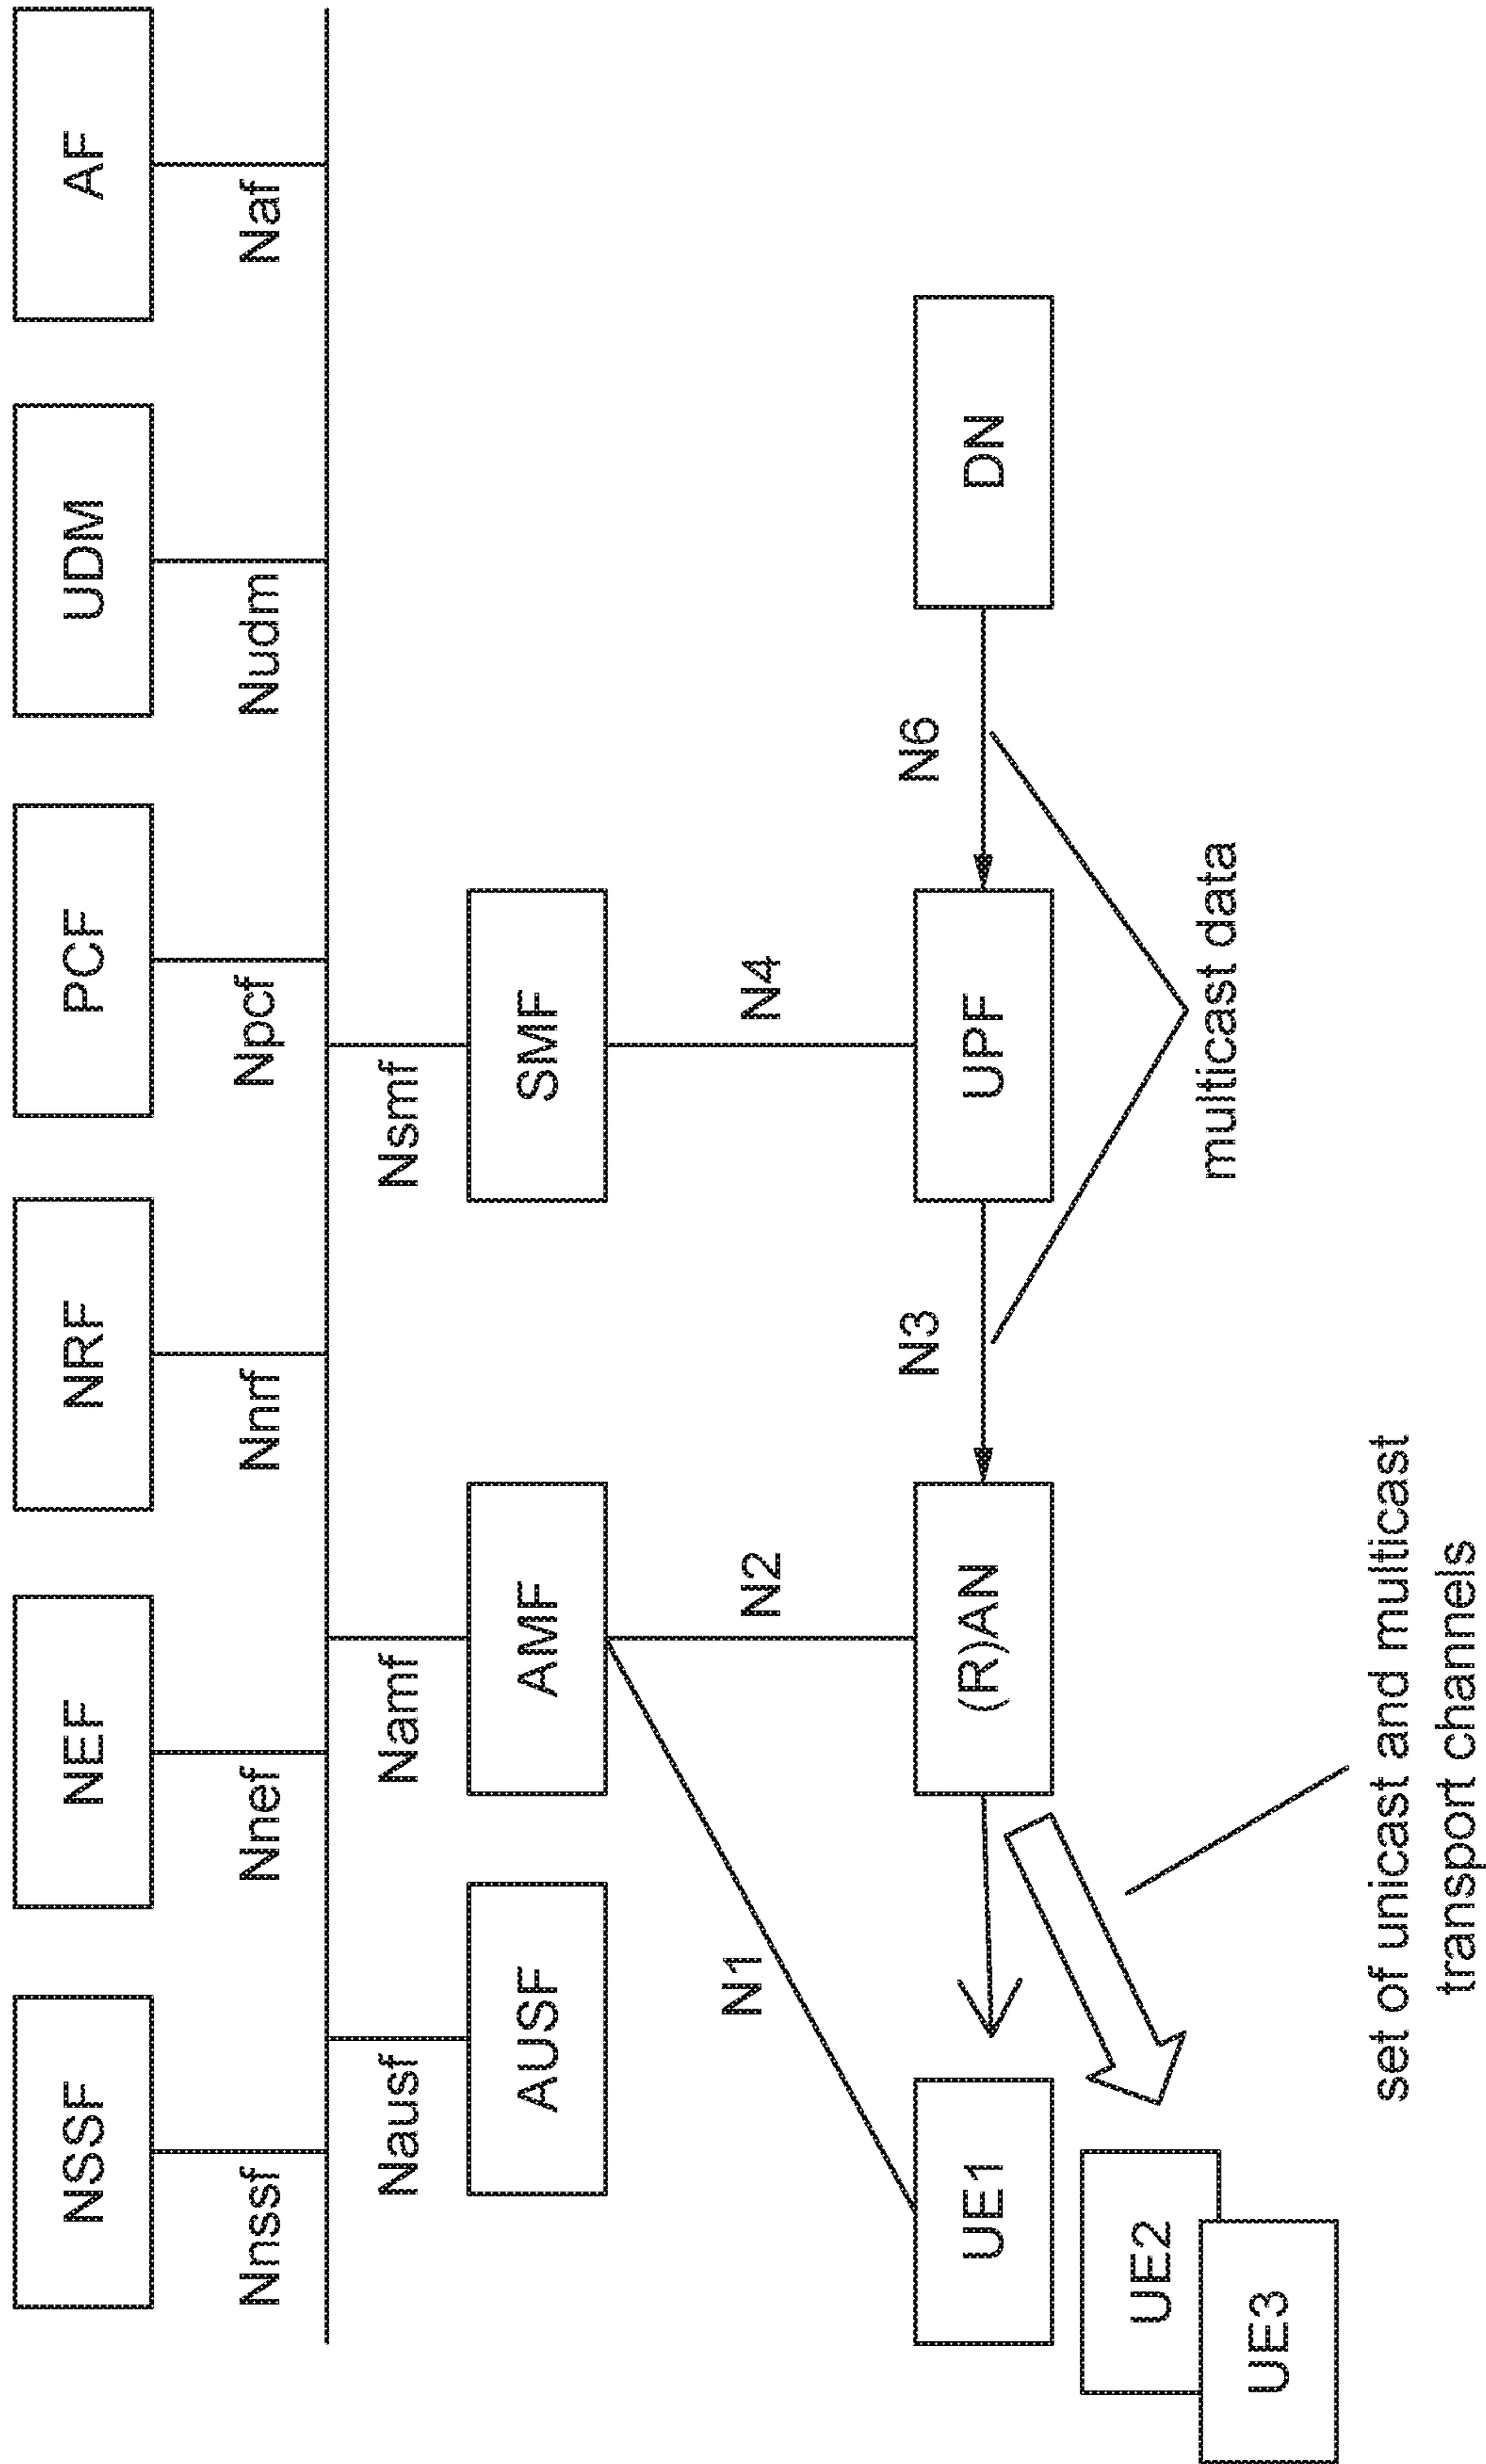 NSSF
NEF
NRF
PCF
UDM
AF
Nnssf
Nnef
Nnrf
Npcf
Nudm
Naf
Nausf
Namf
Nsmf
AUSF
AMF
SMF
N1
N2
N4
UE1
(R)AN
N3
UPF
N6
DN
UE2
UE3
multicast data
set of unicast and multicast
transport channels